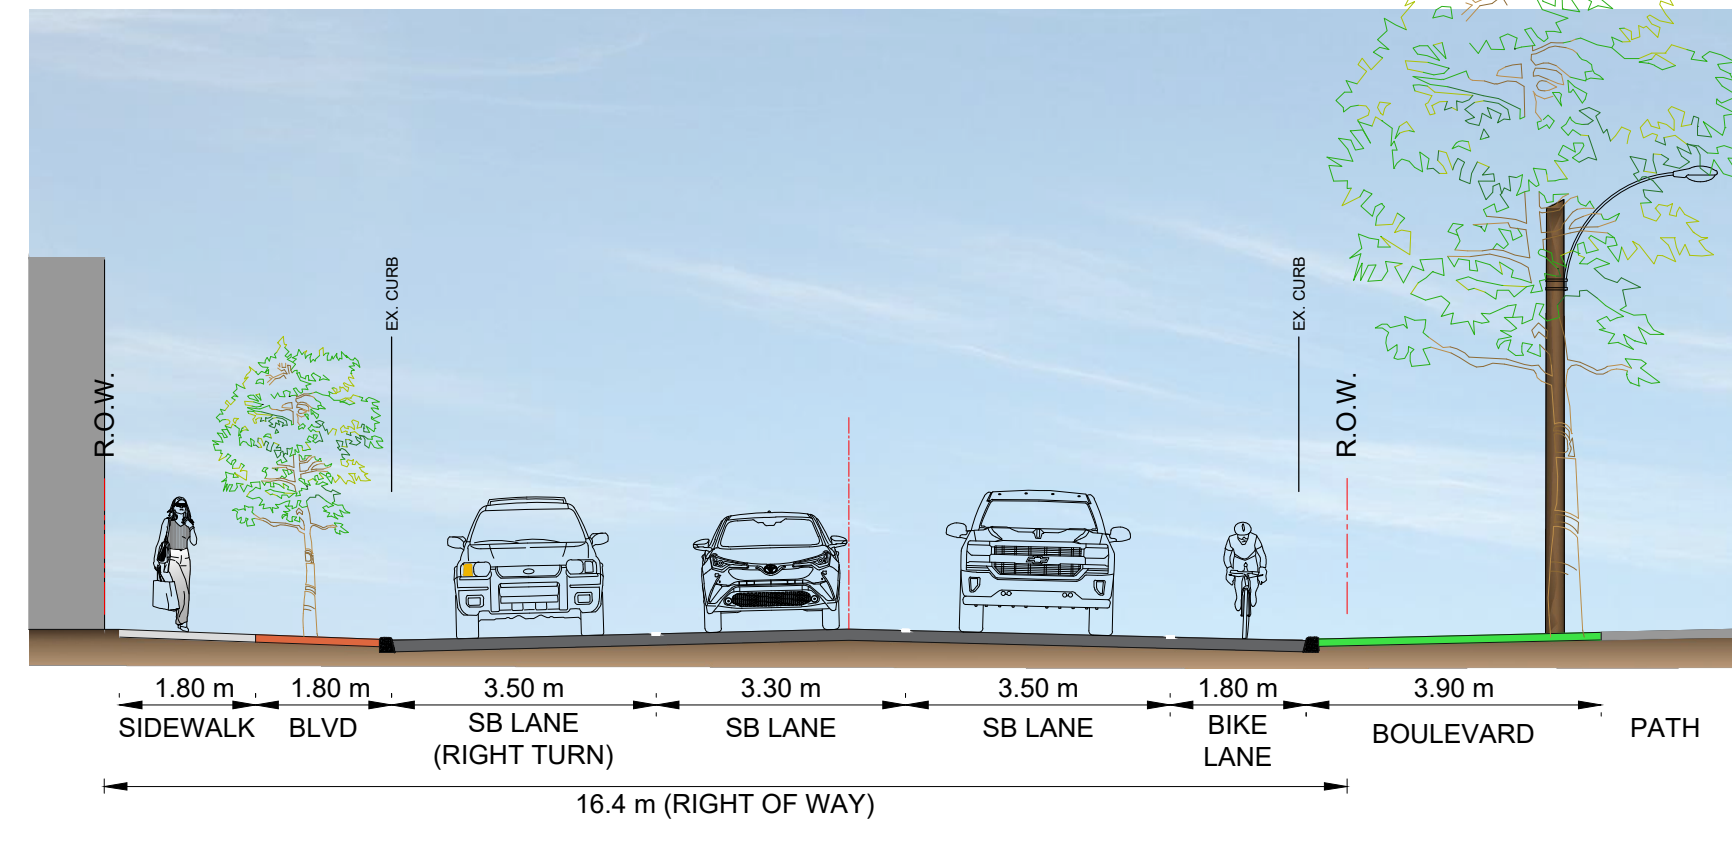 EX. CURB
EX. CURB
R.O.W.
R.O.W.
1.80 m
1.80 m
3.50 m
3.30 m
3.50 m
1.80 m
3.90 m
SIDEWALK
BLVD
SB LANE
(RIGHT TURN)
SB LANE
SB LANE
BIKE
LANE
BOULEVARD
PATH
16.4 m (RIGHT OF WAY)